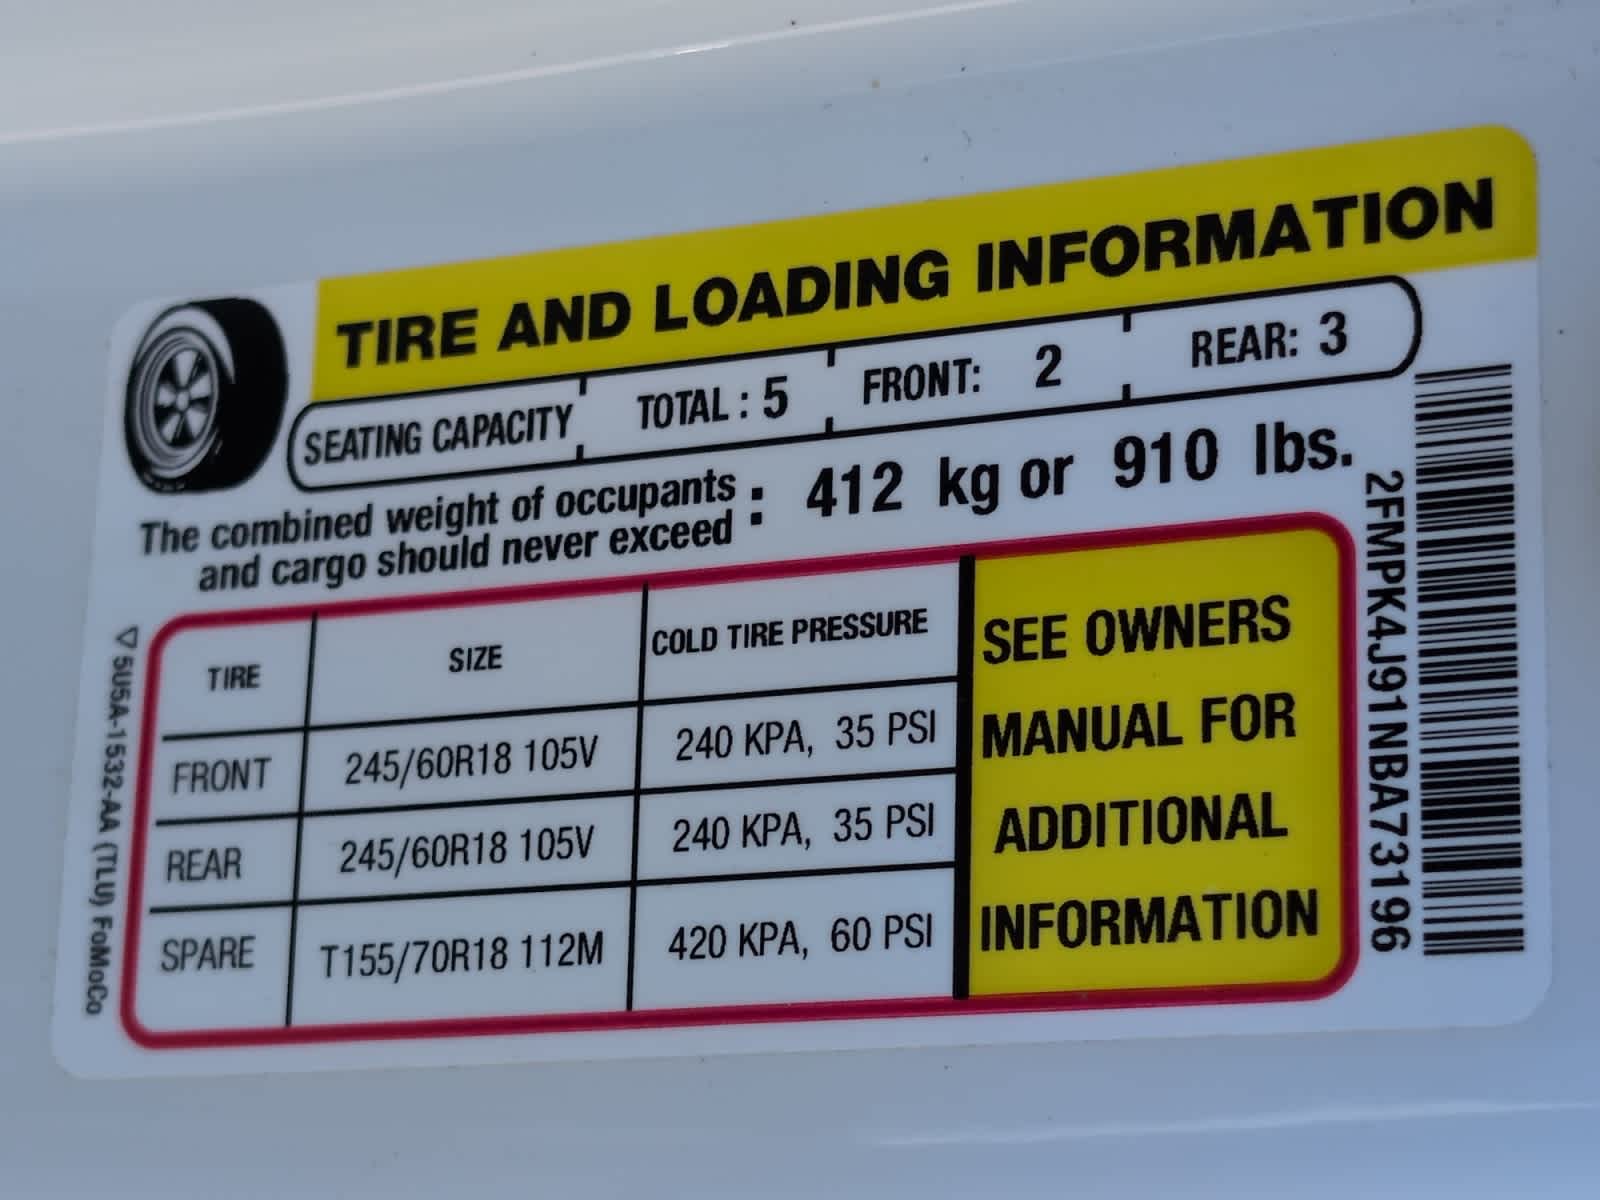 TIRE AND LOADING INFORMATION
SEATING CAPACITY TOTAL : 5 FRONT: 2 REAR: 3
The combined weight of occupants
and cargo should never exceed : 412 kg or 910 lbs.
TIRE SIZE COLD TIRE PRESSURE
FRONT 245/60R18 105V 240 KPA, 35 PSI
REAR 245/60R18 105V 240 KPA, 35 PSI
SPARE T155/70R18 112M 420 KPA, 60 PSI
SEE OWNERS
MANUAL FOR
ADDITIONAL
INFORMATION
5U5A-1532-AA (TLU) FoMoCo
2FMPK4J91NBA73196